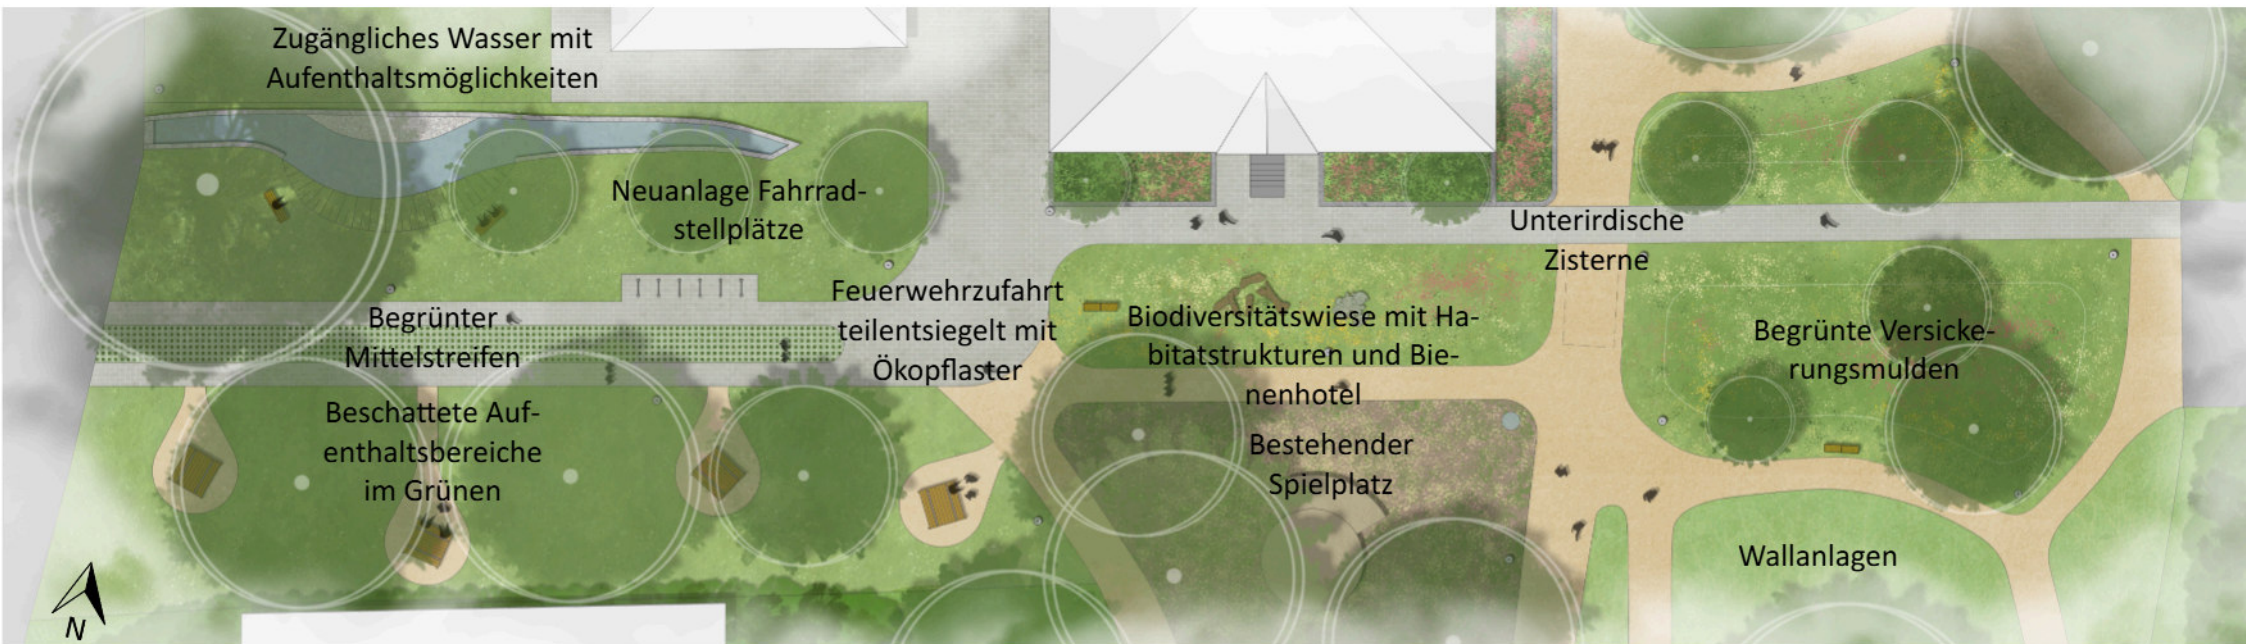 Zugängliches Wasser mit
Aufenthaltsmöglichkeiten
Neuanlage Fahrrad-
stellplätze
Unterirdische
Zisterne
Feuerwehrzufahrt
teilentsiegelt mit
Ökopflaster
Begrünter
Mittelstreifen
Biodiversitätswiese mit Ha-
bitatstrukturen und Bie-
nenhotel
Begrünte Versicke-
rungsmulden
Beschattete Auf-
enthaltsbereiche
im Grünen
Bestehender
Spielplatz
Wallanlagen
N